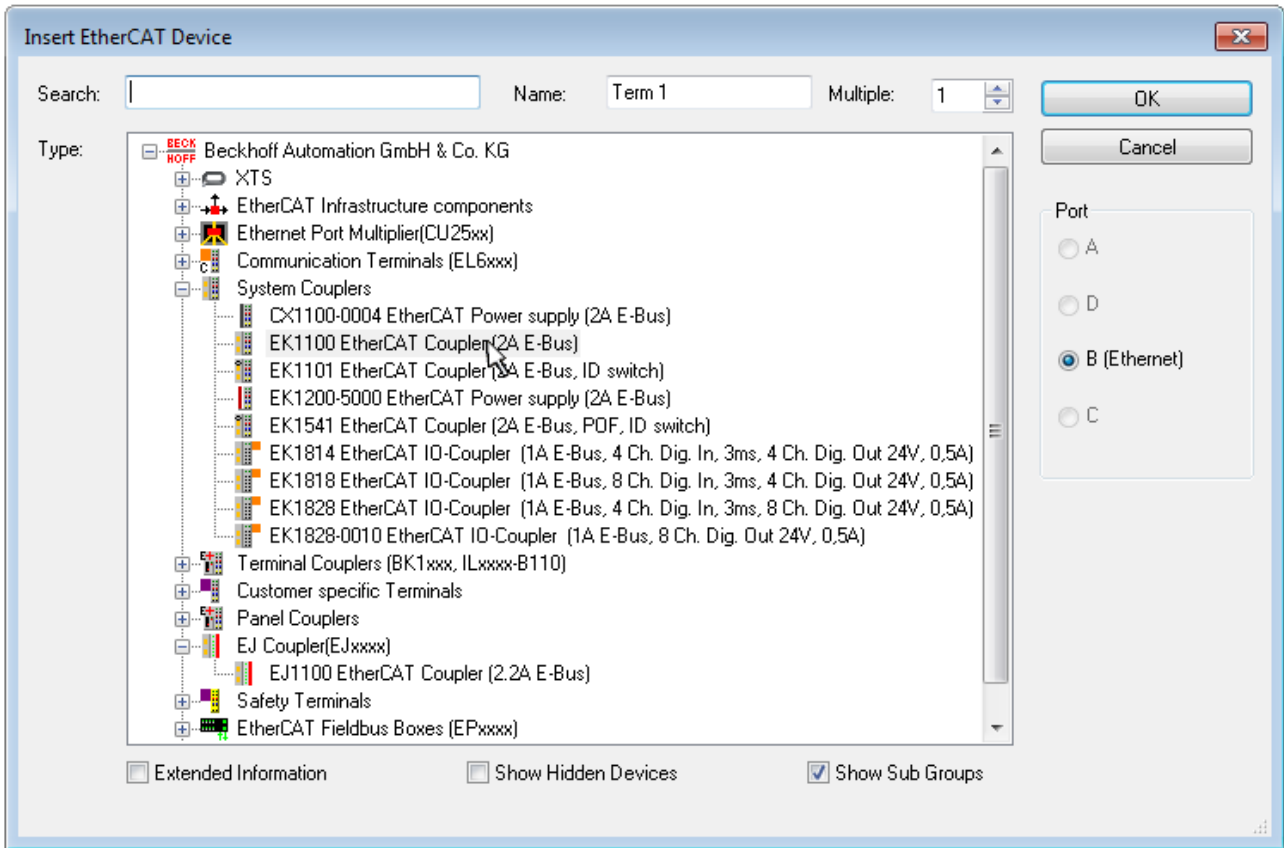 Insert EtherCAT Device
Search: Name: Term 1 Multiple: 1 OK
Type: BECK HOFF Beckhoff Automation GmbH & Co. KG Cancel
XTS
EtherCAT Infrastructure components
Port
Ethernet Port Multiplier(CU25xx)
A
Communication Terminals (EL6xxx)
System Couplers
CX1100-0004 EtherCAT Power supply (2A E-Bus)
D
EK1100 EtherCAT Coupler (2A E-Bus)
B (Ethernet)
EK1101 EtherCAT Coupler (2A E-Bus, ID switch)
EK1200-5000 EtherCAT Power supply (2A E-Bus)
C
EK1541 EtherCAT Coupler (2A E-Bus, POF, ID switch)
EK1814 EtherCAT IO-Coupler (1A E-Bus, 4 Ch. Dig. In, 3ms, 4 Ch. Dig. Out 24V, 0,5A)
EK1818 EtherCAT IO-Coupler (1A E-Bus, 8 Ch. Dig. In, 3ms, 4 Ch. Dig. Out 24V, 0,5A)
EK1828 EtherCAT IO-Coupler (1A E-Bus, 4 Ch. Dig. In, 3ms, 8 Ch. Dig. Out 24V, 0,5A)
EK1828-0010 EtherCAT IO-Coupler (1A E-Bus, 8 Ch. Dig. Out 24V, 0,5A)
Terminal Couplers (BK1xxx, ILxxxx-B110)
Customer specific Terminals
Panel Couplers
EJ Coupler(EJxxxx)
EJ1100 EtherCAT Coupler (2.2A E-Bus)
Safety Terminals
EtherCAT Fieldbus Boxes (EPxxxx)
Extended Information Show Hidden Devices Show Sub Groups